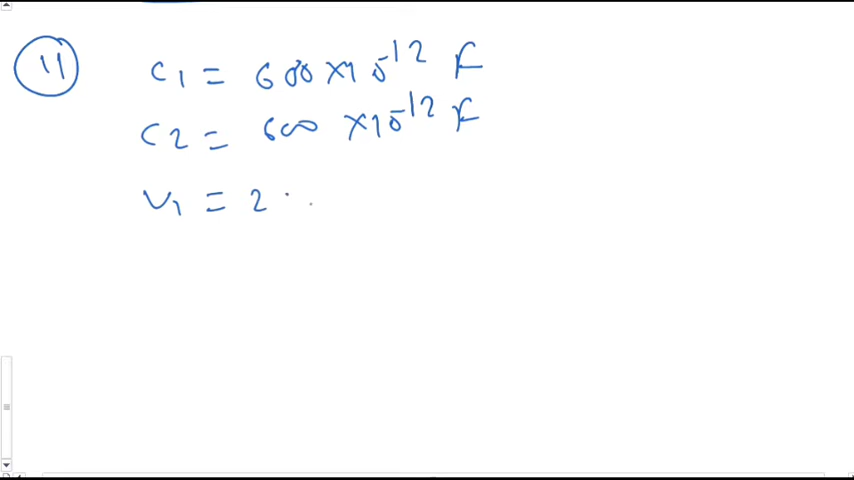 11
C1 = 600 ×10^-12 F
C2 = 600 ×10^-12 F
V1 = 2